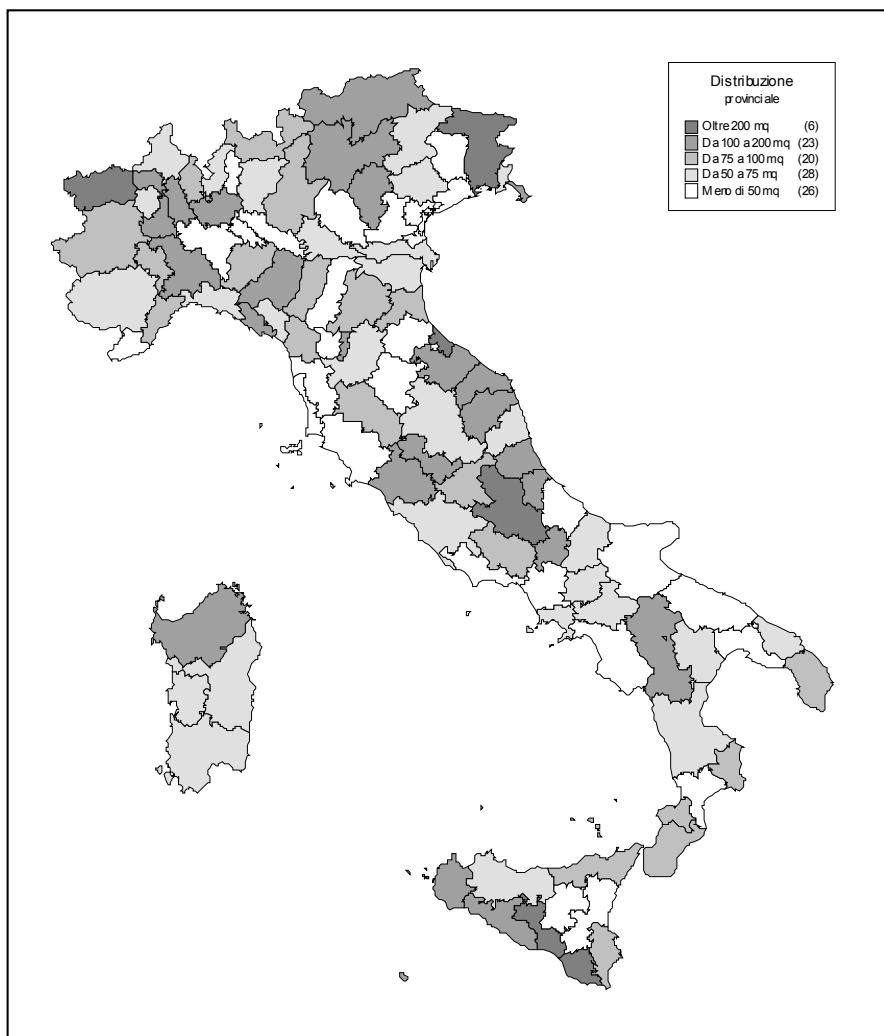 Distribuzione
provinciale
Oltre 200 mq (6)
Da 100 a 200 mq (23)
Da 75 a 100 mq (20)
Da 50 a 75 mq (28)
Meno di 50 mq (26)